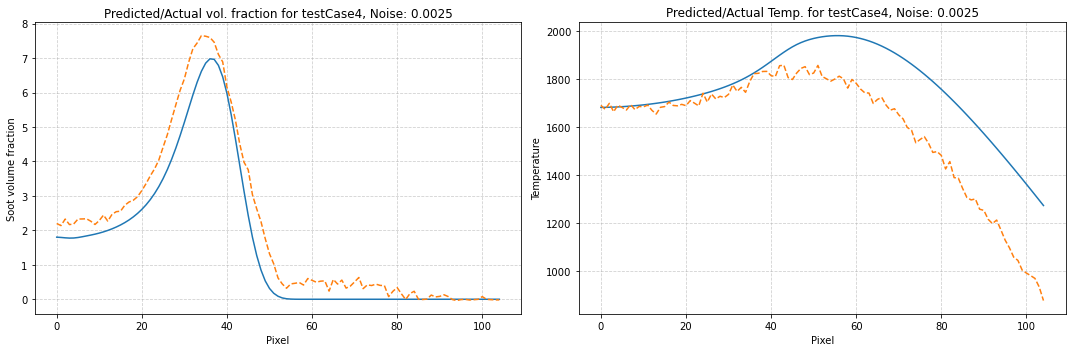 Predicted/Actual vol. fraction for testCase4, Noise: 0.0025
Soot volume fraction
8
7
6
5
4
3
2
1
0
0 20 40 60 80 100
Pixel
Predicted/Actual Temp. for testCase4, Noise: 0.0025
Temperature
2000
1800
1600
1400
1200
1000
0 20 40 60 80 100
Pixel